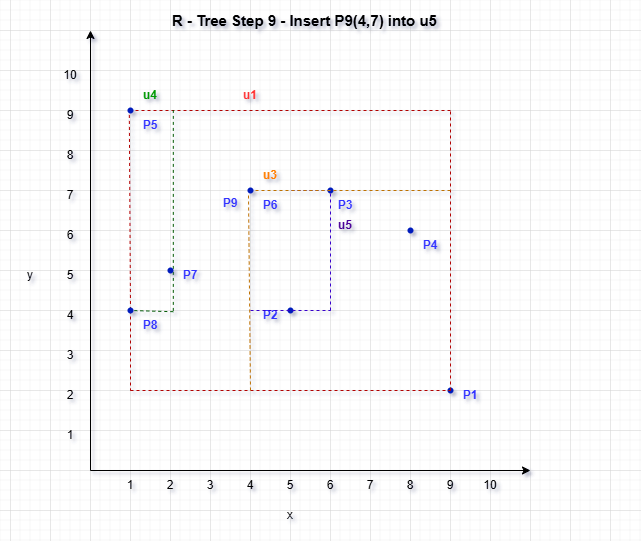 R - Tree Step 9 - Insert P9(4,7) into u5
10
u4
u1
9
P5
8
u3
7
P9
P6
P3
u5
6
P4
y
5
P7
4
P2
P8
3
2
P1
1
1 2 3 4 5 6 7 8 9 10
x